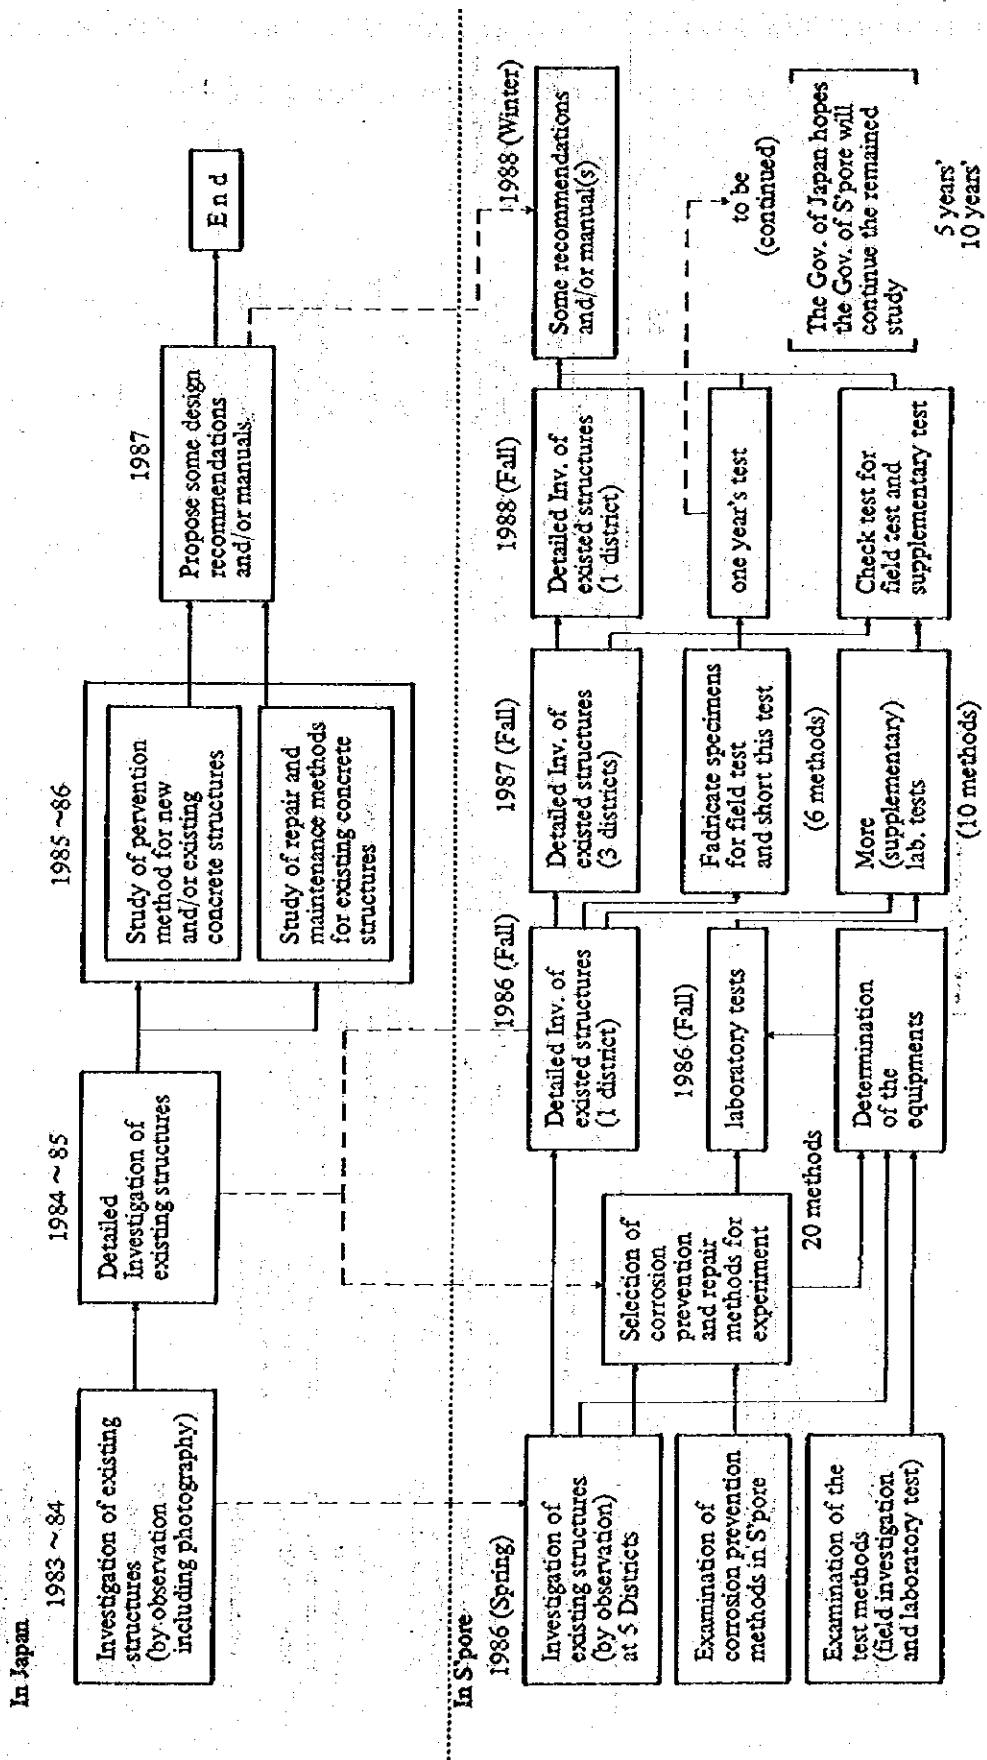 In Japan
1983 ~ 84
Investigation of existing
structures
(by observation
including photography)
1984 ~ 85
Detailed
Investigation of
existing structures
1985 ~86
Study of pervention
method for new
and/or existing
concrete structures
Study of repair and
maintenance methods
for existing concrete
structures
1987
Propose some design
recommendations
and/or manuals.
End
In S'pore
1986 (Spring)
Investigation of
existing structures
(by observation)
at 5 Districts
Examination of
corrosion prevention
methods in S'pore
Examination of the
test methods
(field investigation
and laboratory test)
Selection of
corrosion
prevention
and repair
methods for
experiment
20 methods
1986 (Fall)
Detailed Inv. of
existed structures
(1 district)
1986 (Fall)
laboratory tests
Determination
of the
equipments
1987 (Fall)
Detailed Inv. of
existed structures
(3 districts)
Fadricate specimens
for field test
and short this test
(6 methods)
More
(supplementary)
lab. tests
(10 methods)
1988 (Fall)
Detailed Inv. of
existed structures
(1 district)
one year's test
Check test for
field test and
supplementary test
1988 (Winter)
Some recommendations
and/or manual(s)
to be
(continued)
The Gov. of Japan hopes
the Gov. of S'pore will
continue the remained
study
5 years'
10 years'